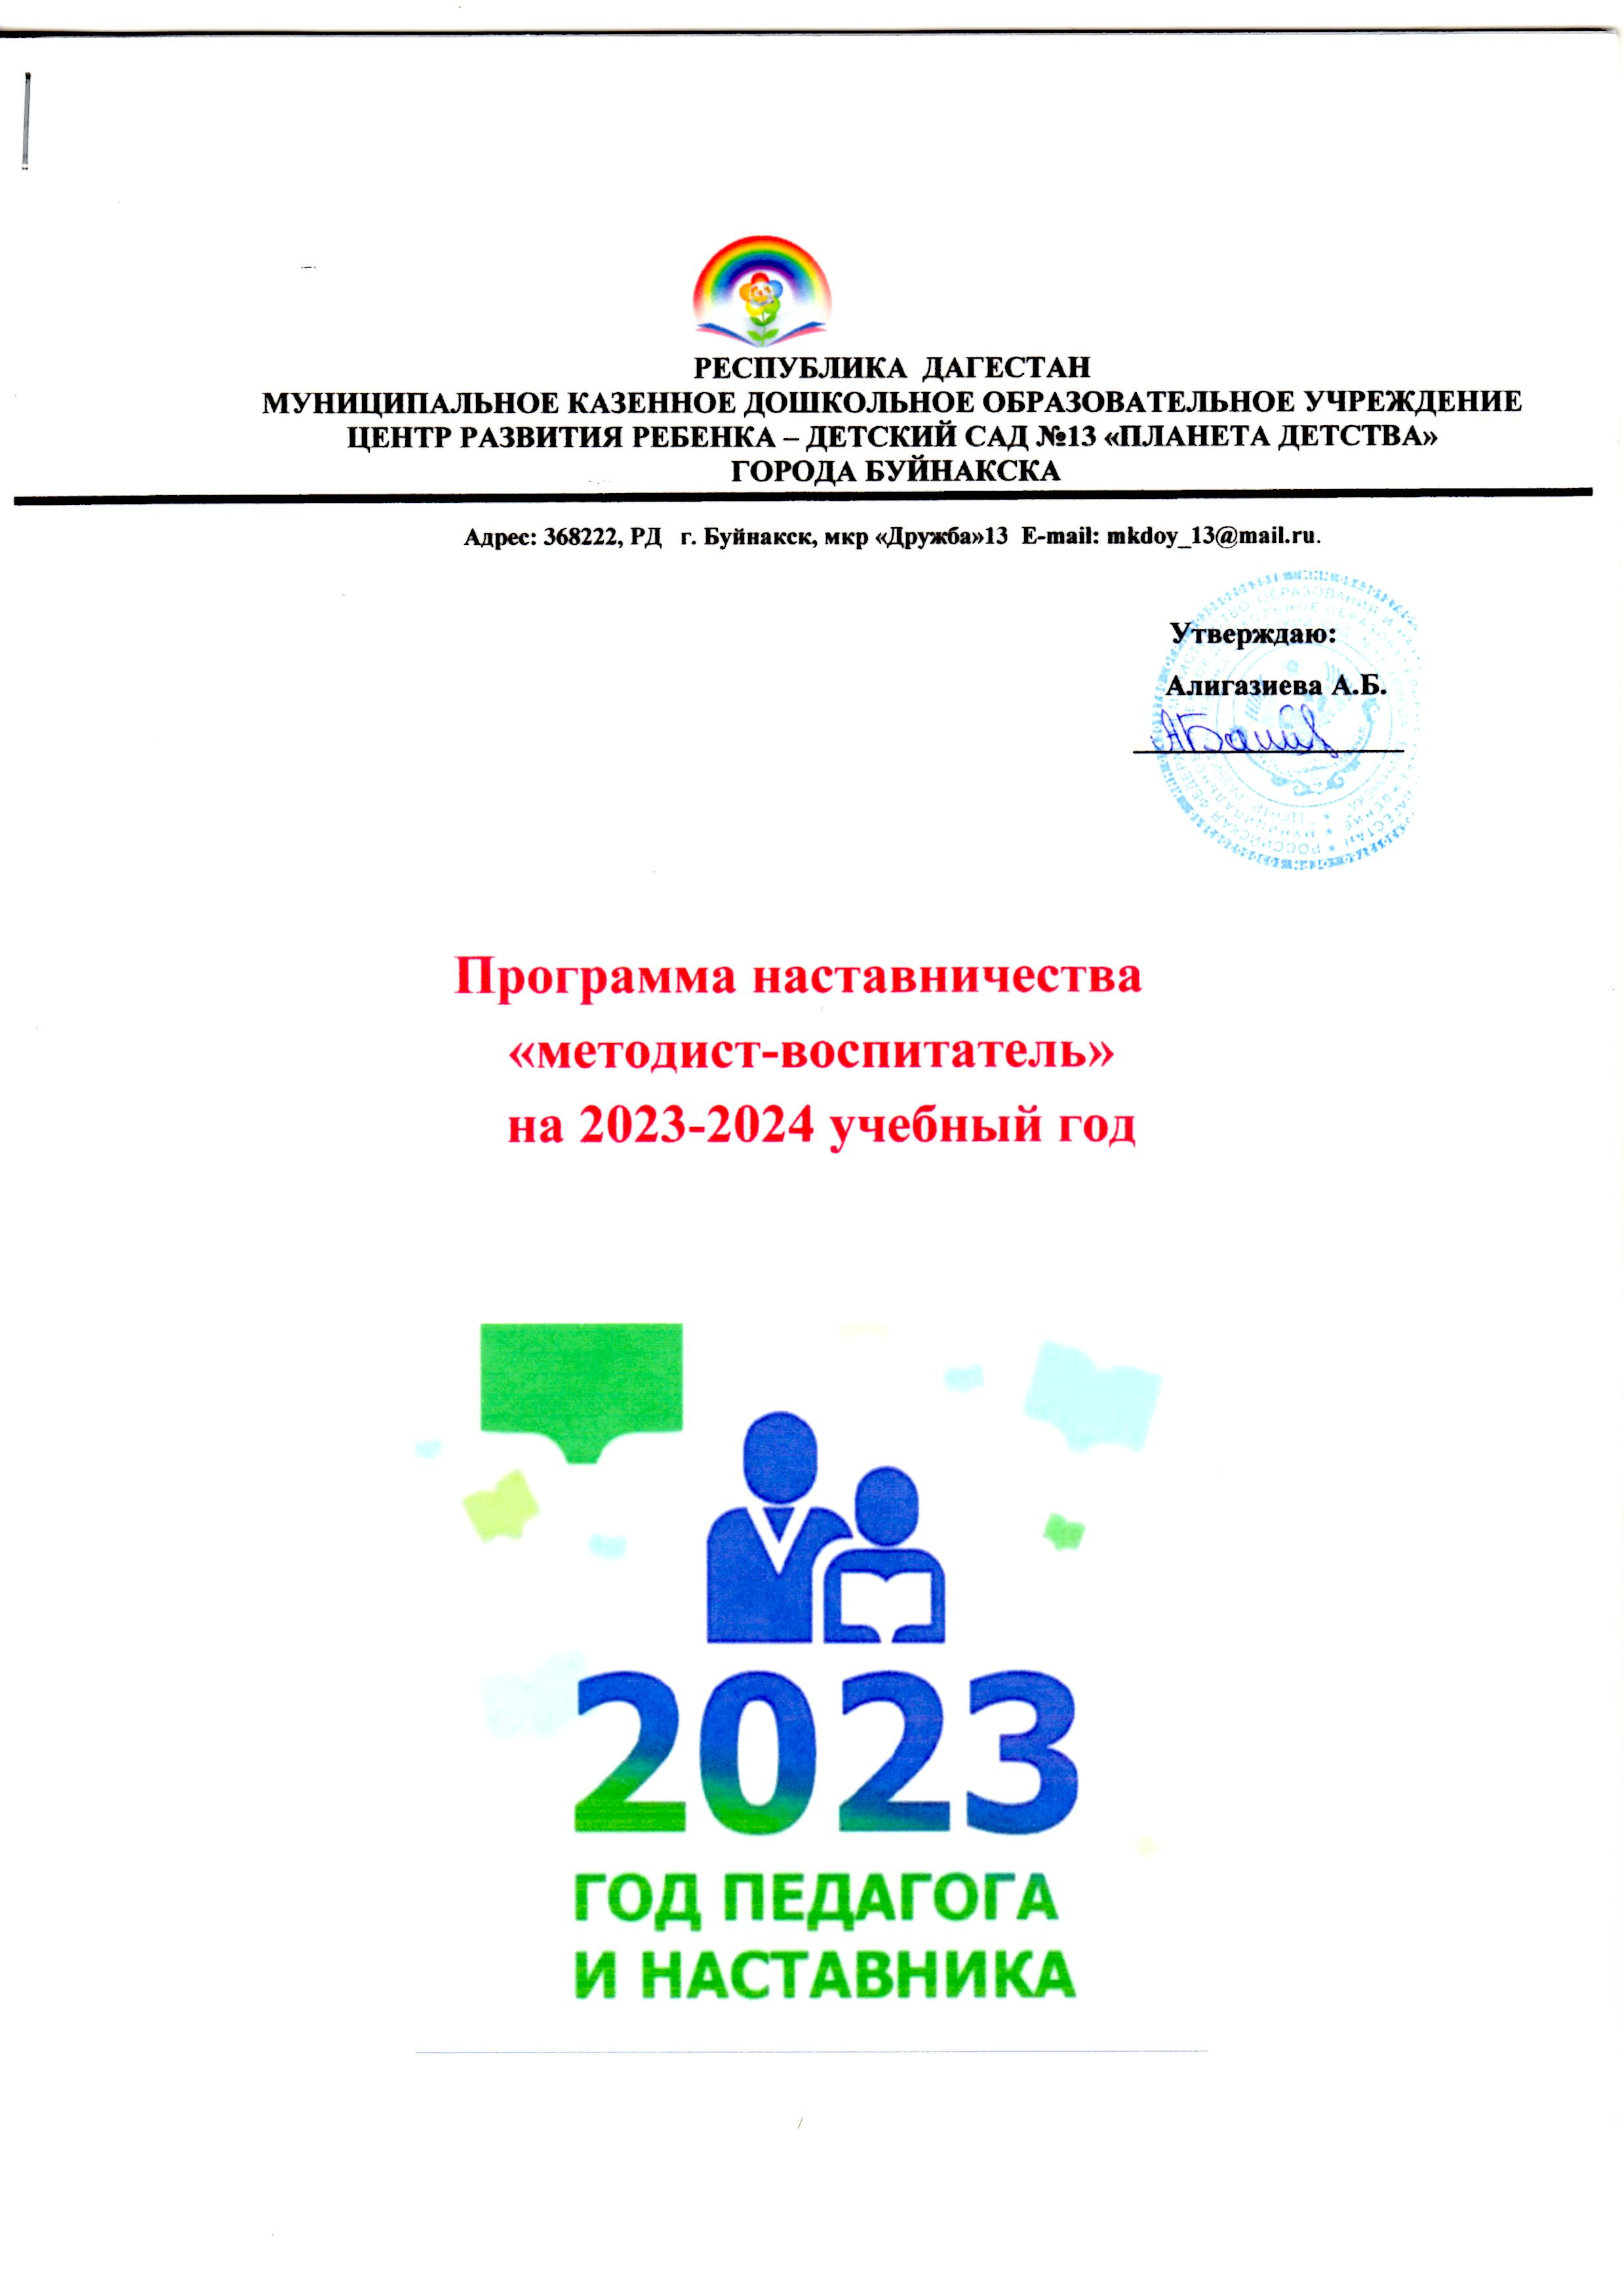 РЕСПУБЛИКА ДАГЕСТАН
МУНИЦИПАЛЬНОЕ КАЗЕННОЕ ДОШКОЛЬНОЕ ОБРАЗОВАТЕЛЬНОЕ УЧРЕЖДЕНИЕ
ЦЕНТР РАЗВИТИЯ РЕБЕНКА – ДЕТСКИЙ САД №13 «ПЛАНЕТА ДЕТСТВА»
ГОРОДА БУЙНАКСКА
Адрес: 368222, РД г. Буйнакск, мкр «Дружба»13 E-mail: mkdoy_13@mail.ru.
Утверждаю:
Алигазиева А.Б.
Программа наставничества
«методист-воспитатель»
на 2023-2024 учебный год
2023
ГОД ПЕДАГОГА
И НАСТАВНИКА